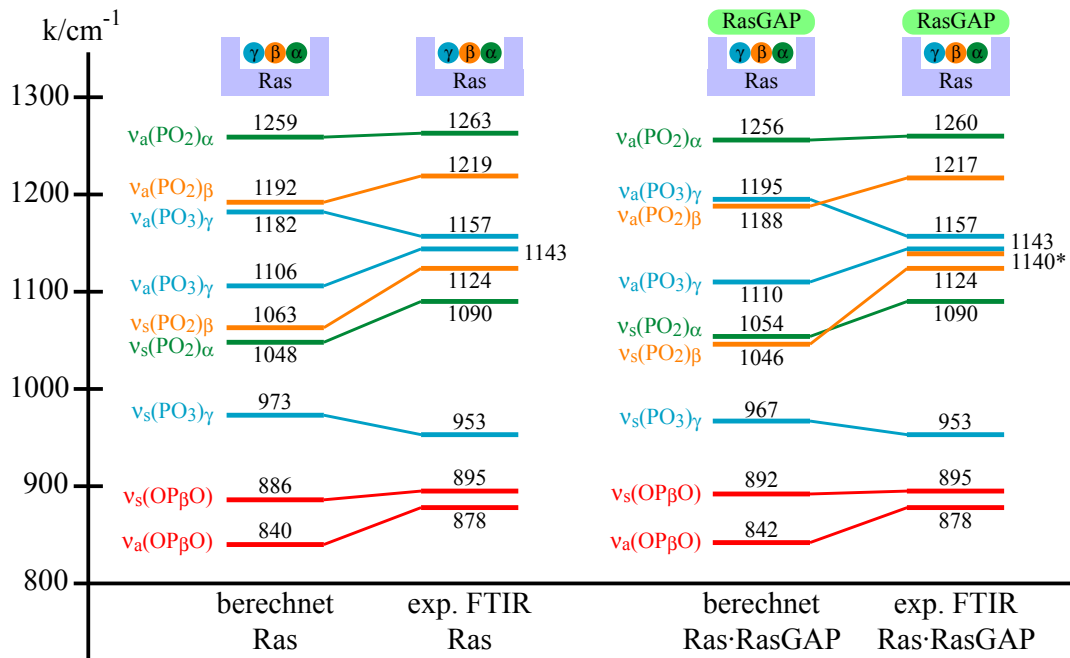 k/cm⁻¹
RasGAP
RasGAP
γ β α
γ β α
γ β α
γ β α
Ras
Ras
Ras
Ras
1300
1200
1100
1000
900
800
νa(PO2)α
1259
1263
νa(PO2)β
1192
1219
νa(PO3)γ
1182
1157
1143
νa(PO3)γ
1106
1124
νs(PO2)β
1063
1090
νs(PO2)α
1048
νs(PO3)γ
973
953
νs(OPβO)
886
895
νa(OPβO)
840
878
νa(PO2)α
1256
1260
νa(PO3)γ
1195
1217
νa(PO2)β
1188
1157
1143
1140*
νa(PO3)γ
1110
1124
νs(PO2)α
1054
1090
νs(PO2)β
1046
νs(PO3)γ
967
953
νs(OPβO)
892
895
νa(OPβO)
842
878
berechnet
Ras
exp. FTIR
Ras
berechnet
Ras·RasGAP
exp. FTIR
Ras·RasGAP